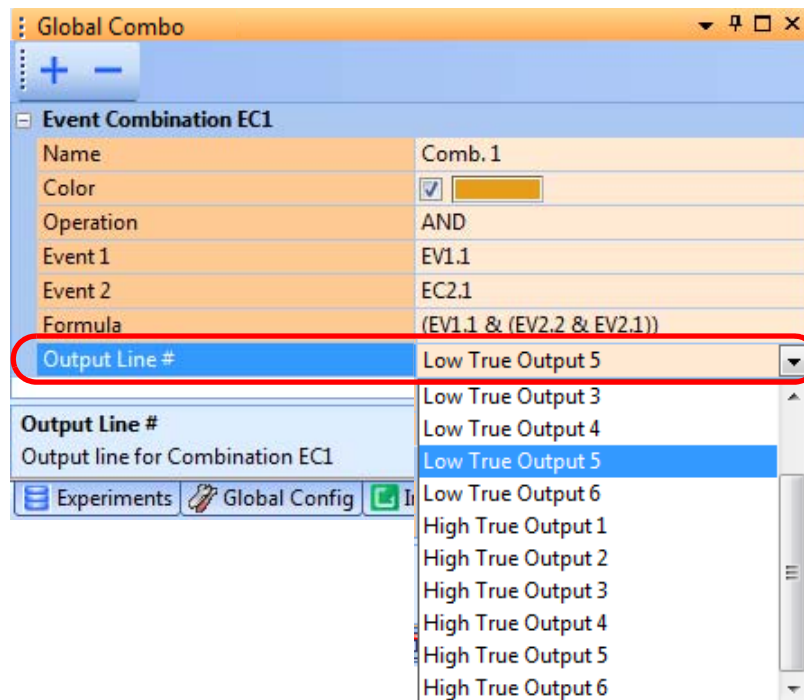 Global Combo
Event Combination EC1
Name Comb. 1
Color
Operation AND
Event 1 EV1.1
Event 2 EC2.1
Formula (EV1.1 & (EV2.2 & EV2.1))
Output Line # Low True Output 5
Low True Output 3
Low True Output 4
Low True Output 5
Low True Output 6
High True Output 1
High True Output 2
High True Output 3
High True Output 4
High True Output 5
High True Output 6
Output Line #
Output line for Combination EC1
Experiments Global Config